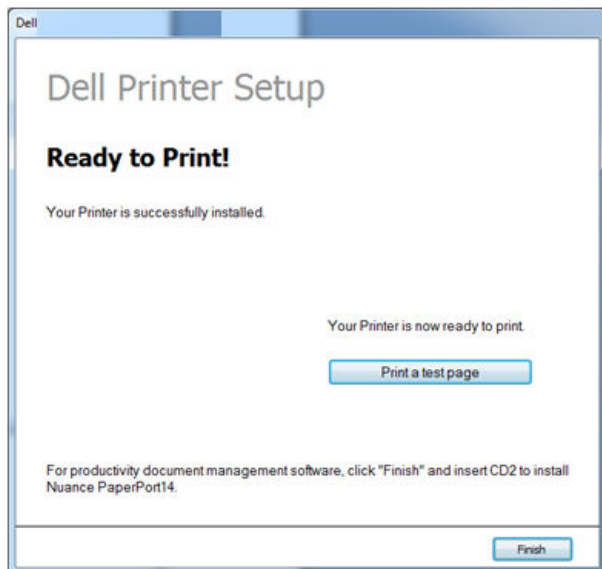 Dell
Dell Printer Setup
Ready to Print!
Your Printer is successfully installed.
Your Printer is now ready to print.
Print a test page
For productivity document management software, click "Finish" and insert CD2 to install
Nuance PaperPort14.
Finish